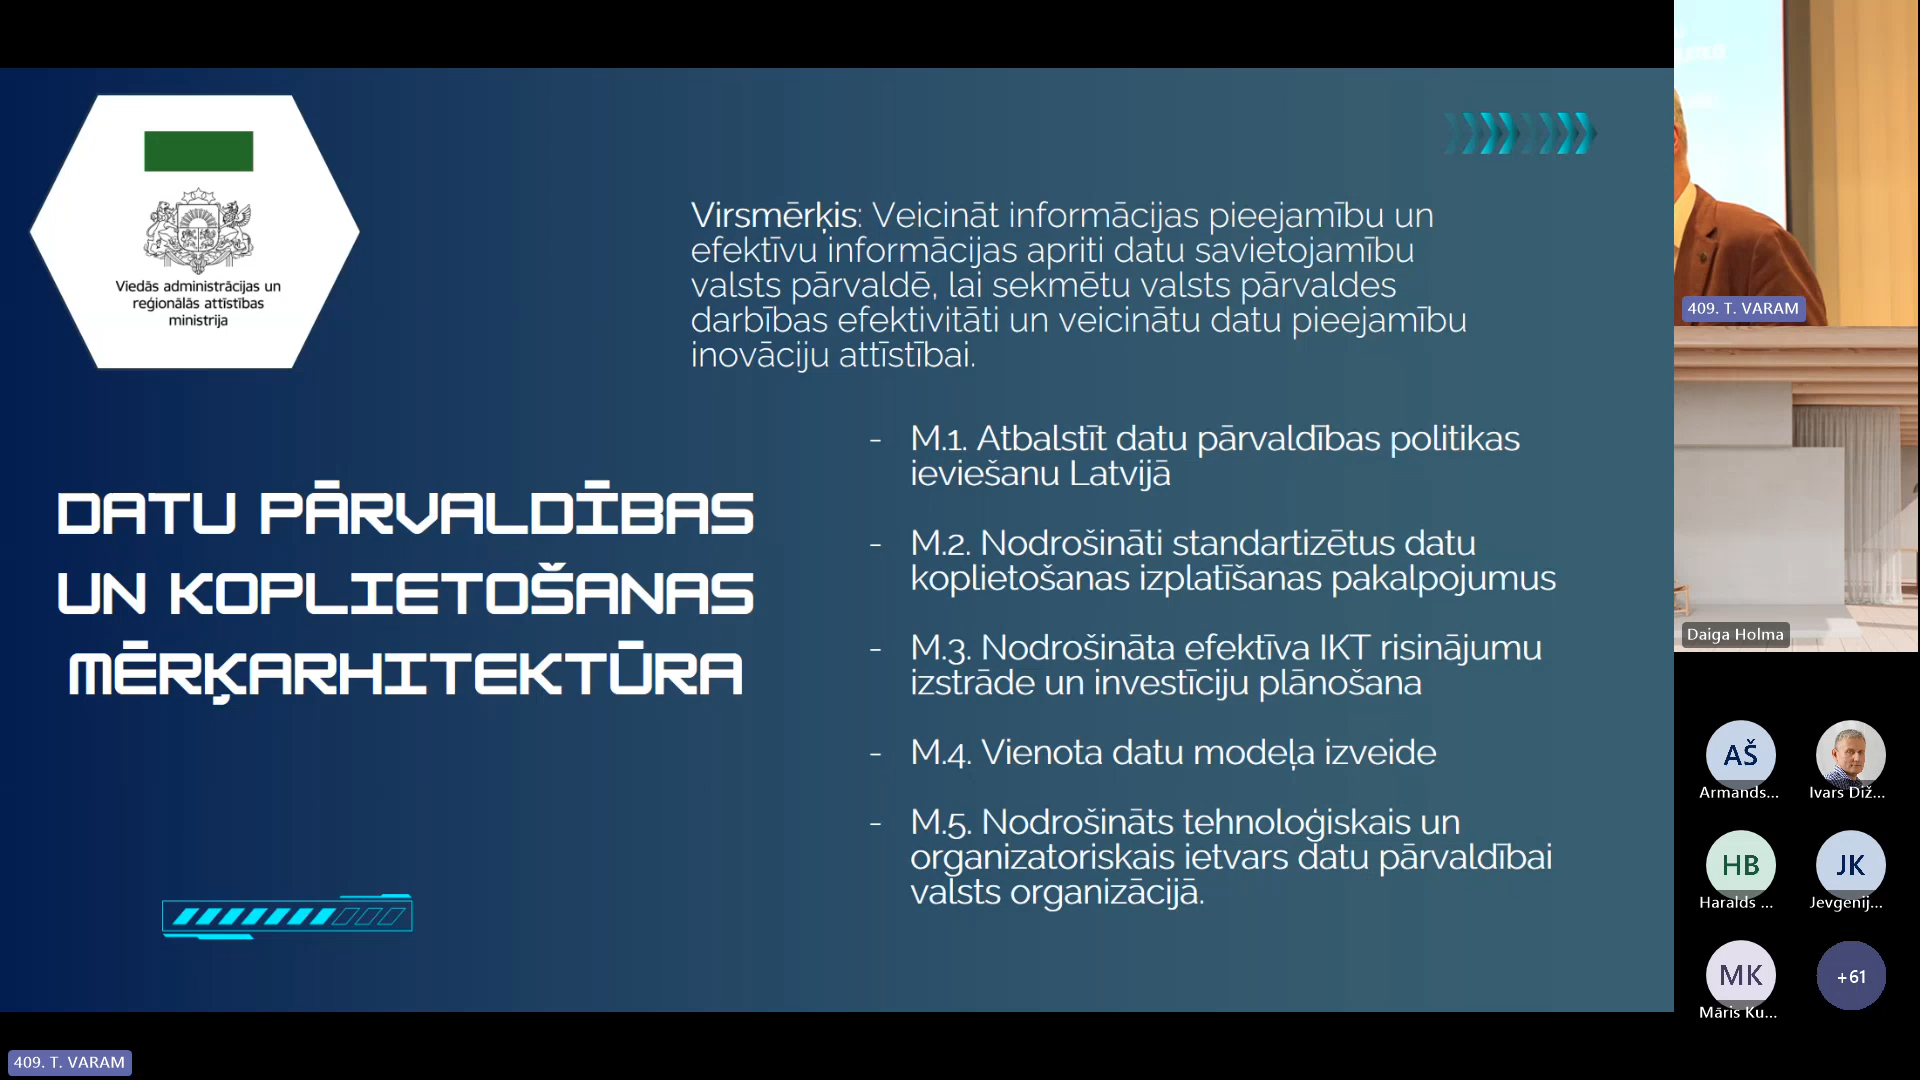 Viedās administrācijas un
reģionālās attīstības
ministrija
DATU PĀRVALDĪBAS
UN KOPLIETOŠANAS
MĒRĶARHITEKTŪRA
Virsmērķis: Veicināt informācijas pieejamību un
efektīvu informācijas apriti datu savietojamību
valsts pārvaldē, lai sekmētu valsts pārvaldes
darbības efektivitāti un veicinātu datu pieejamību
inovāciju attīstībai.
- M.1. Atbalstīt datu pārvaldības politikas
ieviešanu Latvijā
- M.2. Nodrošināti standartizētus datu
koplietošanas izplatīšanas pakalpojumus
- M.3. Nodrošināta efektīva IKT risinājumu
izstrāde un investīciju plānošana
- M.4. Vienota datu modeļa izveide
- M.5. Nodrošināts tehnoloģiskais un
organizatoriskais ietvars datu pārvaldībai
valsts organizācijā.
409. T. VARAM
Daiga Holma
AŠ
Armands...
Ivars Diž...
HB
Haralds ...
JK
Jevgenij...
MK
Māris Ku...
+61
409. T. VARAM